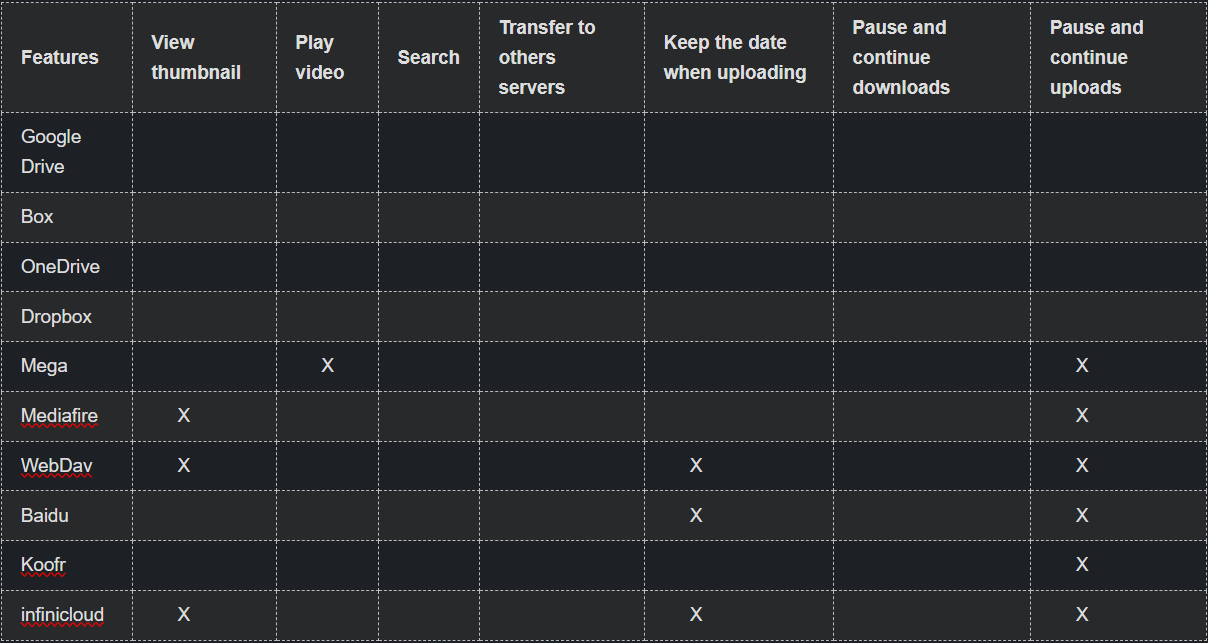 Features View thumbnail Play video Search Transfer to others servers Keep the date when uploading Pause and continue downloads Pause and continue uploads
Google Drive
Box
OneDrive
Dropbox
Mega X X
Mediafire X X
WebDav X X X
Baidu X X
Koofr X
infinicloud X X X